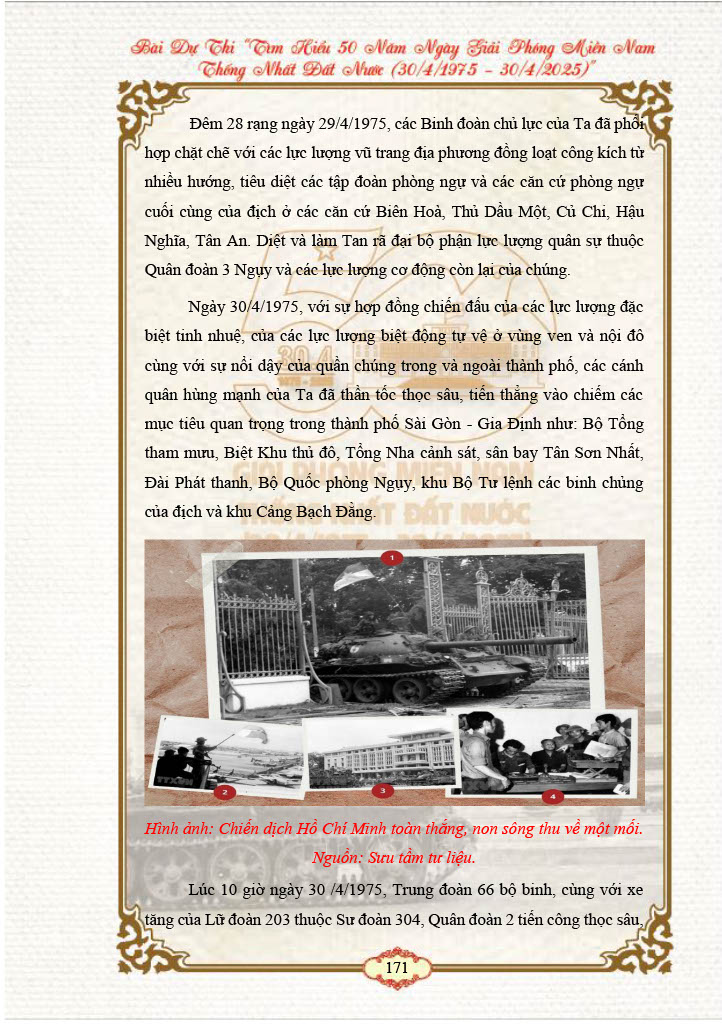 Bài Dự Thi "Tìm Hiểu 50 Năm Ngày Giải Phóng Miền Nam
Thống Nhất Đất Nước (30/4/1975 – 30/4/2025)"
Đêm 28 rạng ngày 29/4/1975, các Binh đoàn chủ lực của Ta đã phối
hợp chặt chẽ với các lực lượng vũ trang địa phương đồng loạt công kích từ
nhiều hướng, tiêu diệt các tập đoàn phòng ngự và các căn cứ phòng ngự
cuối cùng của địch ở các căn cứ Biên Hoà, Thủ Dầu Một, Củ Chi, Hậu
Nghĩa, Tân An. Diệt và làm Tan rã đại bộ phận lực lượng quân sự thuộc
Quân đoàn 3 Ngụy và các lực lượng cơ động còn lại của chúng.
Ngày 30/4/1975, với sự hợp đồng chiến đấu của các lực lượng đặc
biệt tinh nhuệ, của các lực lượng biệt động tự vệ ở vùng ven và nội đô
cùng với sự nổi dậy của quần chúng trong và ngoài thành phố, các cánh
quân hùng mạnh của Ta đã thần tốc thọc sâu, tiến thẳng vào chiếm các
mục tiêu quan trọng trong thành phố Sài Gòn - Gia Định như: Bộ Tổng
tham mưu, Biệt Khu thủ đô, Tổng Nha cảnh sát, sân bay Tân Sơn Nhất,
Đài Phát thanh, Bộ Quốc phòng Ngụy, khu Bộ Tư lệnh các binh chủng
của địch và khu Cảng Bạch Đằng.
30-4
GIẢI PHÓNG MIỀN NAM
THỐNG NHẤT ĐẤT NƯỚC
1
TTXVN
2
3
4
Hình ảnh: Chiến dịch Hồ Chí Minh toàn thắng, non sông thu về một mối.
Nguồn: Sưu tầm tư liệu.
Lúc 10 giờ ngày 30 /4/1975, Trung đoàn 66 bộ binh, cùng với xe
tăng của Lữ đoàn 203 thuộc Sư đoàn 304, Quân đoàn 2 tiến công thọc sâu.
171